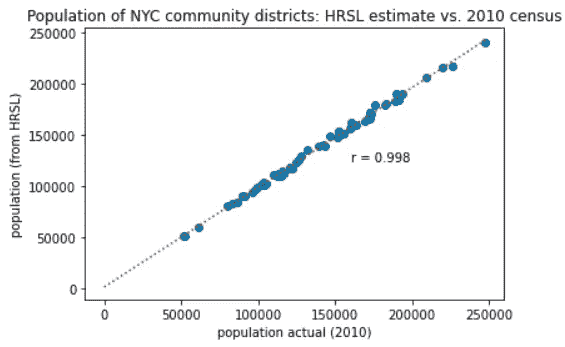 Population of NYC community districts: HRSL estimate vs. 2010 census
250000
200000
150000
100000
50000
0
population (from HRSL)
r = 0.998
0 50000 100000 150000 200000 250000
population actual (2010)